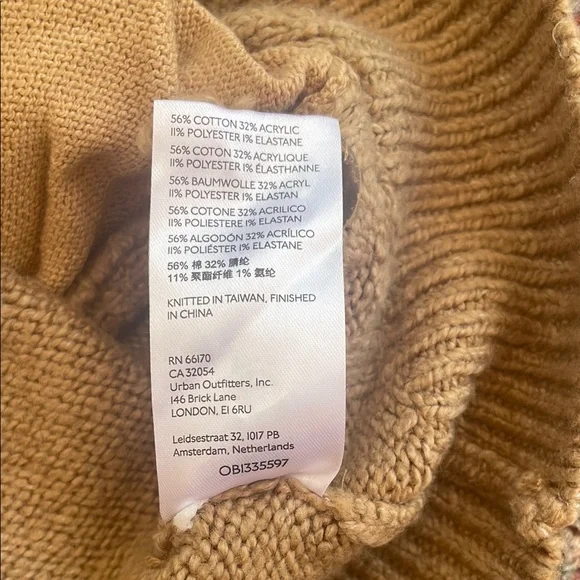 56% COTTON 32% ACRYLIC
11% POLYESTER 1% ELASTANE
56% COTON 32% ACRYLIQUE
11% POLYESTER 1% ÉLASTHANNE
56% BAUMWOLLE 32% ACRYL
11% POLYESTER 1% ELASTAN
56% COTONE 32% ACRILICO
11% POLIESTERE 1% ELASTAN
56% ALGODÓN 32% ACRÍLICO
11% POLIÉSTER 1% ELASTANE
56% 棉 32% 腈纶
11% 聚酯纤维 1% 氨纶
KNITTED IN TAIWAN, FINISHED
IN CHINA
RN 66170
CA 32054
Urban Outfitters, Inc.
146 Brick Lane
LONDON, E1 6RU
Leidsestraat 32, 1017 PB
Amsterdam, Netherlands
OB1335597